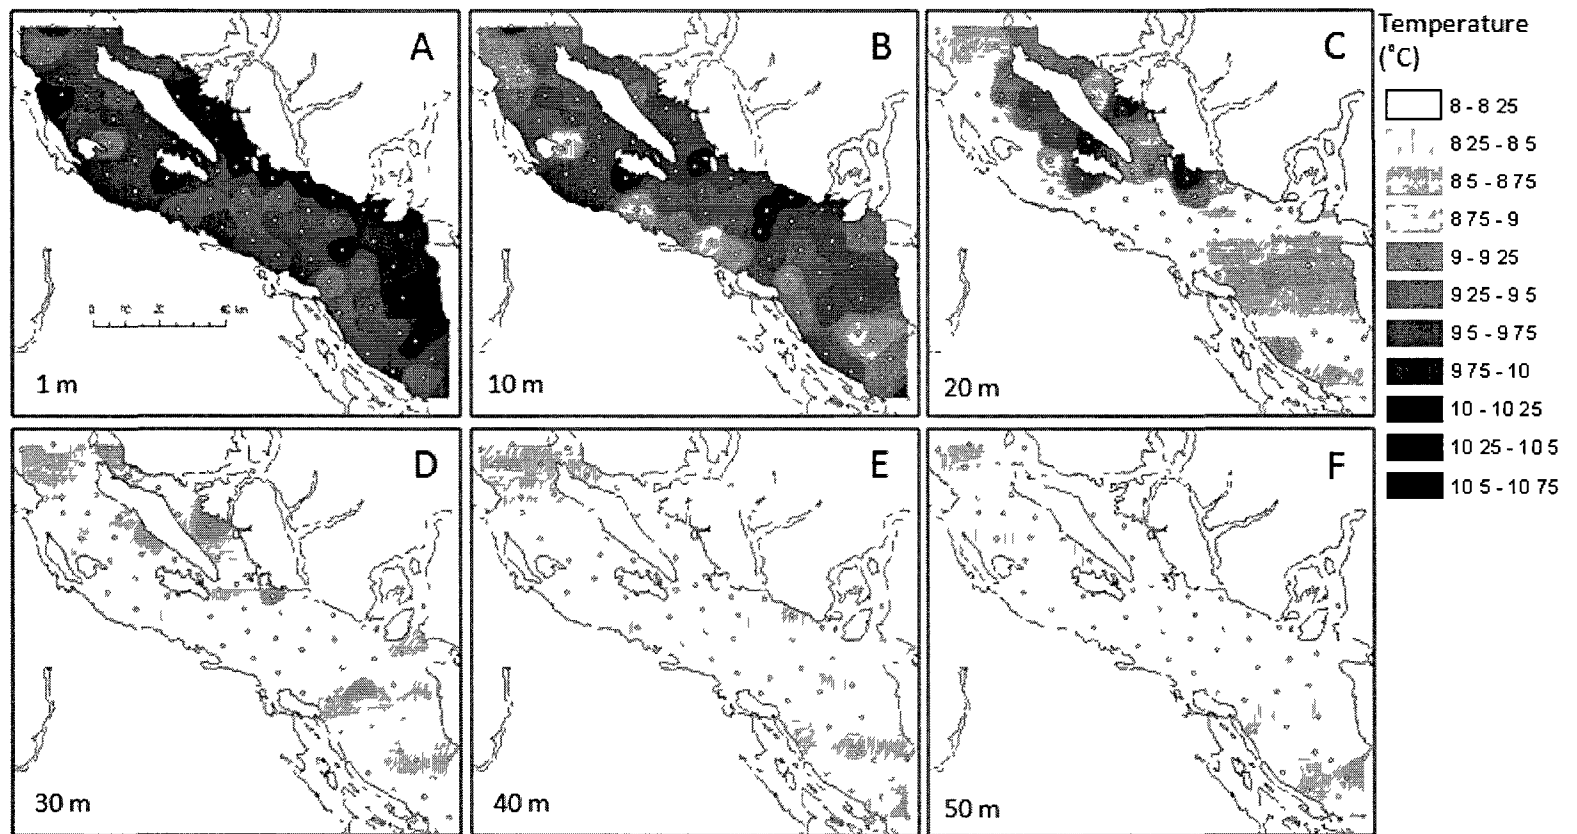 A
B
C
Temperature
(°C)
8 - 8 25
8 25 - 8 5
8 5 - 8 75
8 75 - 9
9 - 9 25
9 25 - 9 5
9 5 - 9 75
9 75 - 10
10 - 10 25
10 25 - 10 5
10 5 - 10 75
1 m
10 m
20 m
D
E
F
30 m
40 m
50 m